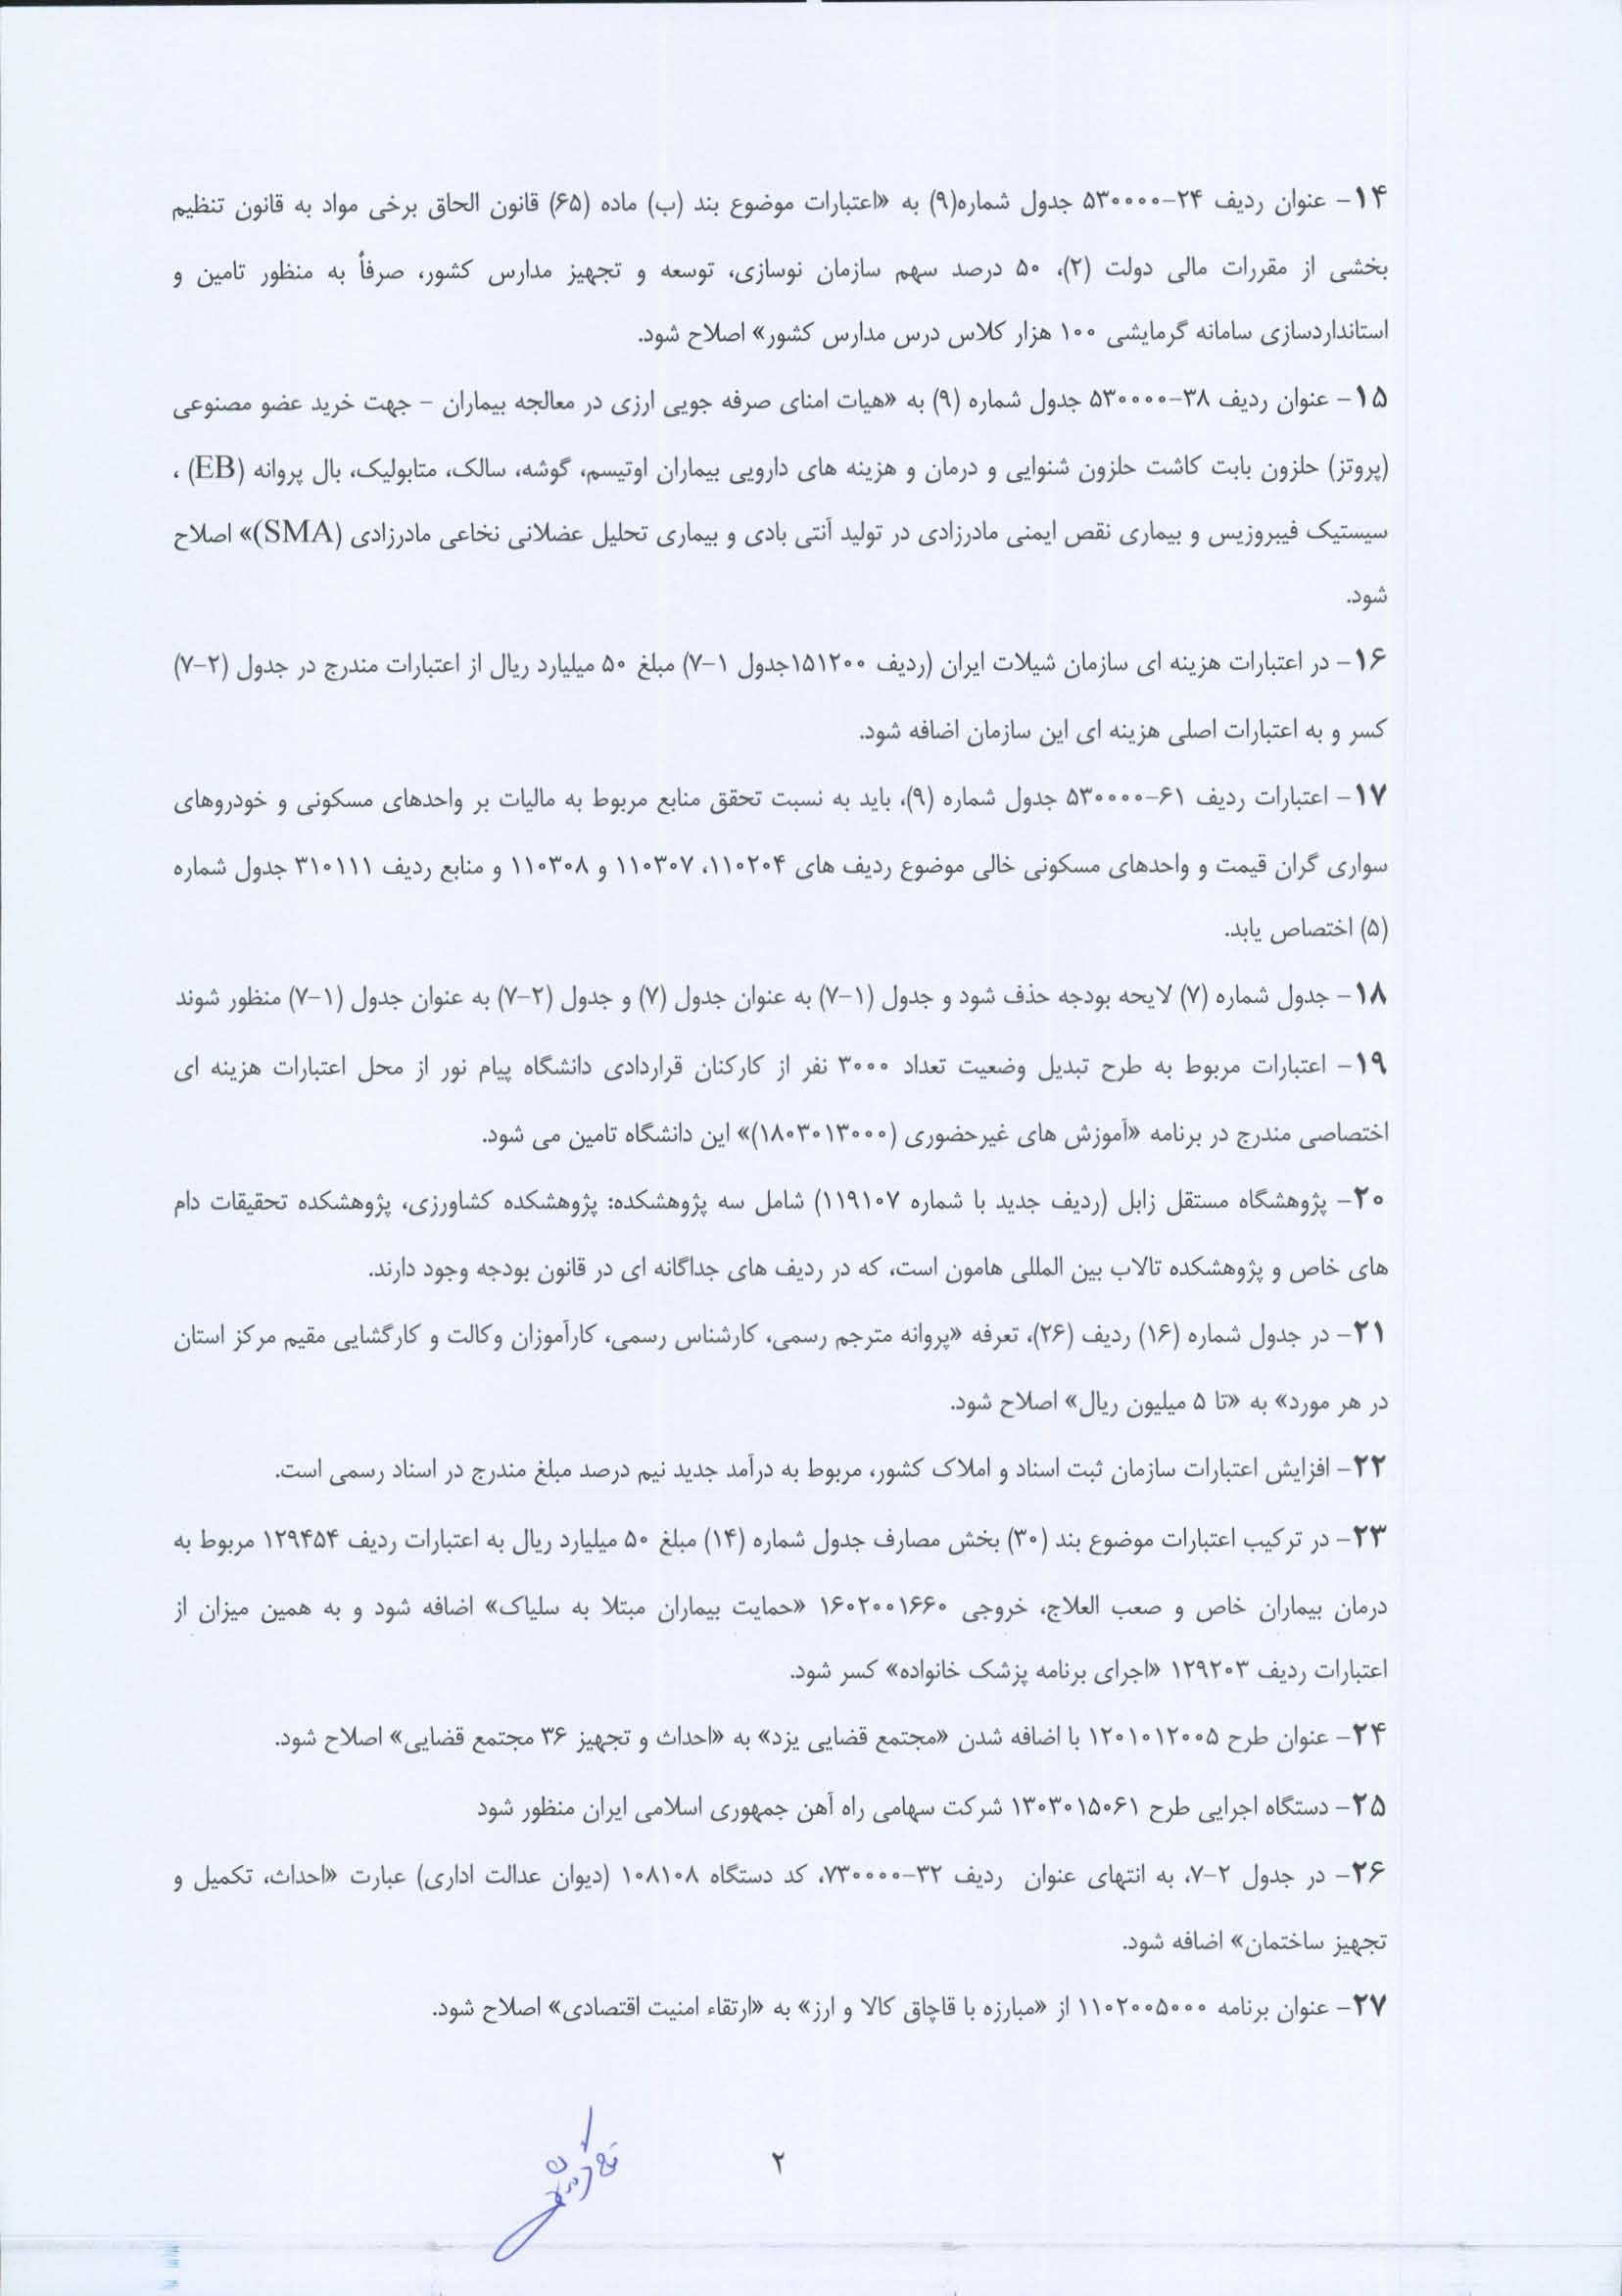 ۱۴- عنوان ردیف ۲۴-۵۳۰۰۰۰ جدول شماره(۹) به «اعتبارات موضوع بند (ب) ماده (۶۵) قانون الحاق برخی مواد به قانون تنظیم
بخشی از مقررات مالی دولت (۲)، ۵۰ درصد سهم سازمان نوسازی، توسعه و تجهیز مدارس کشور، صرفاً به منظور تامین و
استانداردسازی سامانه گرمایشی ۱۰۰ هزار کلاس درس مدارس کشور» اصلاح شود.
۱۵- عنوان ردیف ۳۸-۵۳۰۰۰۰ جدول شماره (۹) به «هیات امنای صرفه جویی ارزی در معالجه بیماران – جهت خرید عضو مصنوعی
(پروتز) حلزون بابت کاشت حلزون شنوایی و درمان و هزینه های دارویی بیماران اوتیسم، گوشه، سالک، متابولیک، بال پروانه (EB) ،
سیستیک فیبروزیس و بیماری نقص ایمنی مادرزادی در تولید آنتی بادی و بیماری تحلیل عضلانی نخاعی مادرزادی (SMA)» اصلاح
شود.
۱۶- در اعتبارات هزینه ای سازمان شیلات ایران (ردیف ۱۵۱۲۰۰جدول ۱-۷) مبلغ ۵۰ میلیارد ریال از اعتبارات مندرج در جدول (۲-۷)
کسر و به اعتبارات اصلی هزینه ای این سازمان اضافه شود.
۱۷- اعتبارات ردیف ۶۱-۵۳۰۰۰۰ جدول شماره (۹)، باید به نسبت تحقق منابع مربوط به مالیات بر واحدهای مسکونی و خودروهای
سواری گران قیمت و واحدهای مسکونی خالی موضوع ردیف های ۱۱۰۲۰۴، ۱۱۰۳۰۷ و ۱۱۰۳۰۸ و منابع ردیف ۳۱۰۱۱۱ جدول شماره
(۵) اختصاص یابد.
۱۸- جدول شماره (۷) لایحه بودجه حذف شود و جدول (۱-۷) به عنوان جدول (۷) و جدول (۲-۷) به عنوان جدول (۱-۷) منظور شوند
۱۹- اعتبارات مربوط به طرح تبدیل وضعیت تعداد ۳۰۰۰ نفر از کارکنان قراردادی دانشگاه پیام نور از محل اعتبارات هزینه ای
اختصاصی مندرج در برنامه «آموزش های غیرحضوری (۱۸۰۳۰۱۳۰۰۰)» این دانشگاه تامین می شود.
۲۰- پژوهشگاه مستقل زابل (ردیف جدید با شماره ۱۱۹۱۰۷) شامل سه پژوهشکده: پژوهشکده کشاورزی، پژوهشکده تحقیقات دام
های خاص و پژوهشکده تالاب بین المللی هامون است، که در ردیف های جداگانه ای در قانون بودجه وجود دارند.
۲۱- در جدول شماره (۱۶) ردیف (۲۶)، تعرفه «پروانه مترجم رسمی، کارشناس رسمی، کارآموزان وکالت و کارگشایی مقیم مرکز استان
در هر مورد» به «تا ۵ میلیون ریال» اصلاح شود.
۲۲- افزایش اعتبارات سازمان ثبت اسناد و املاک کشور، مربوط به درآمد جدید نیم درصد مبلغ مندرج در اسناد رسمی است.
۲۳- در ترکیب اعتبارات موضوع بند (۳۰) بخش مصارف جدول شماره (۱۴) مبلغ ۵۰ میلیارد ریال به اعتبارات ردیف ۱۲۹۴۵۴ مربوط به
درمان بیماران خاص و صعب العلاج، خروجی ۱۶۰۲۰۰۱۶۶۰ «حمایت بیماران مبتلا به سلیاک» اضافه شود و به همین میزان از
اعتبارات ردیف ۱۲۹۲۰۳ «اجرای برنامه پزشک خانواده» کسر شود.
۲۴- عنوان طرح ۱۲۰۱۰۱۲۰۰۵ با اضافه شدن «مجتمع قضایی یزد» به «احداث و تجهیز ۳۶ مجتمع قضایی» اصلاح شود.
۲۵- دستگاه اجرایی طرح ۱۳۰۳۰۱۵۰۶۱ شرکت سهامی راه آهن جمهوری اسلامی ایران منظور شود
۲۶- در جدول ۲-۷، به انتهای عنوان ردیف ۳۲-۷۳۰۰۰۰، کد دستگاه ۱۰۸۱۰۸ (دیوان عدالت اداری) عبارت «احداث، تکمیل و
تجهیز ساختمان» اضافه شود.
۲۷- عنوان برنامه ۱۱۰۲۰۰۵۰۰۰ از «مبارزه با قاچاق کالا و ارز» به «ارتقاء امنیت اقتصادی» اصلاح شود.
۲